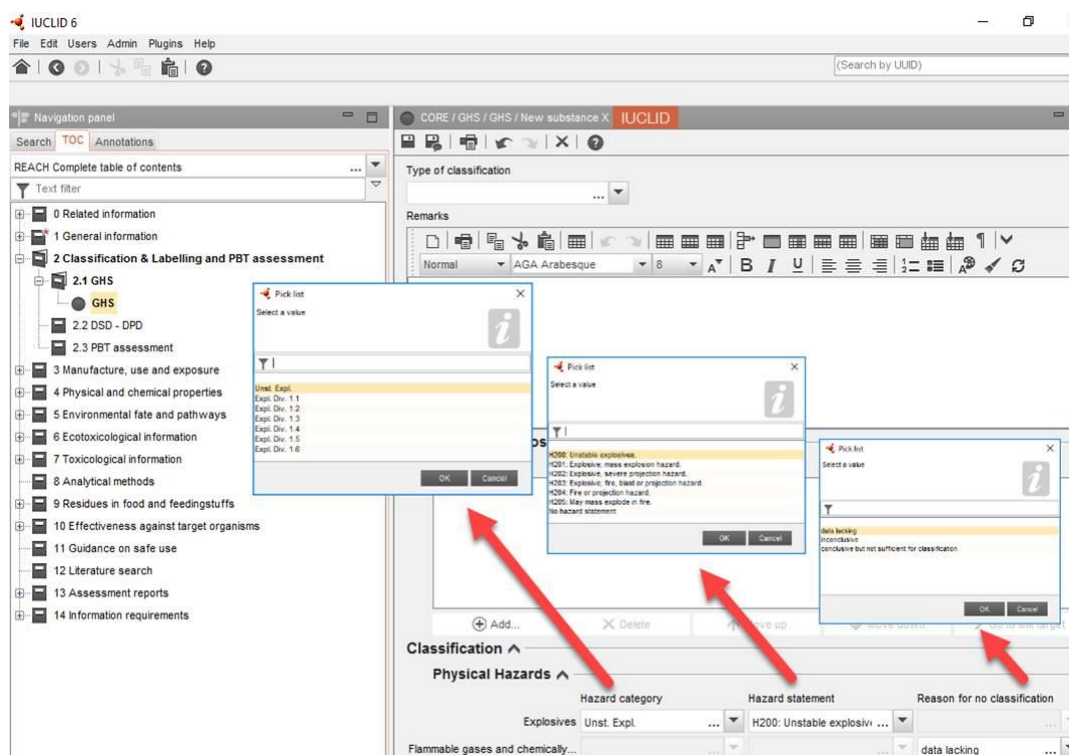 IUCLID 6
File Edit Users Admin Plugins Help
(Search by UUID)
Navigation panel
CORE / GHS / GHS / New substance X IUCLID
Search TOC Annotations
REACH Complete table of contents ...
Text filter
0 Related information
1 General information
2 Classification & Labelling and PBT assessment
2.1 GHS
GHS
2.2 DSD - DPD
2.3 PBT assessment
3 Manufacture, use and exposure
4 Physical and chemical properties
5 Environmental fate and pathways
6 Ecotoxicological information
7 Toxicological information
8 Analytical methods
9 Residues in food and feedingstuffs
10 Effectiveness against target organisms
11 Guidance on safe use
12 Literature search
13 Assessment reports
14 Information requirements
Type of classification
...
Remarks
Normal AGA Arabesque 8 A B I U
Pick list
Select a value
Unst. Expl.
Expl. Div. 1.1
Expl. Div. 1.2
Expl. Div. 1.3
Expl. Div. 1.4
Expl. Div. 1.5
Expl. Div. 1.6
OK Cancel
Pick list
Select a value
H200: Unstable explosives.
H201: Explosive; mass explosion hazard.
H202: Explosive, severe projection hazard.
H203: Explosive; fire, blast or projection hazard.
H204: Fire or projection hazard.
H205: May mass explode in fire.
No hazard statement
OK Cancel
Pick list
Select a value
data lacking
inconclusive
conclusive but not sufficient for classification
OK Cancel
Add... Delete Move up Move down Go to link target
Classification
Physical Hazards
Hazard category Hazard statement Reason for no classification
Explosives Unst. Expl. ... H200: Unstable explosiv ... ...
Flammable gases and chemically... ... ... data lacking ...